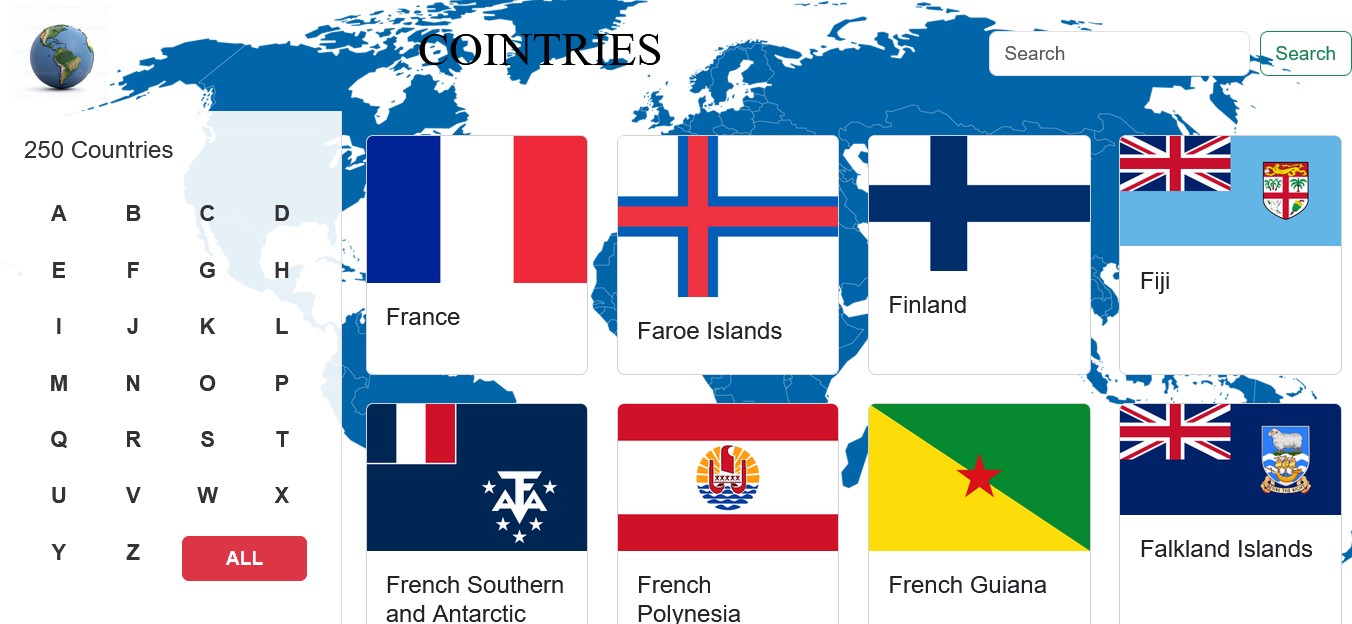 COINTRIES
Search
Search
250 Countries
A B C D
E F G H
I J K L
M N O P
Q R S T
U V W X
Y Z ALL
France
Faroe Islands
Finland
Fiji
French Southern
and Antarctic
French
Polynesia
French Guiana
Falkland Islands